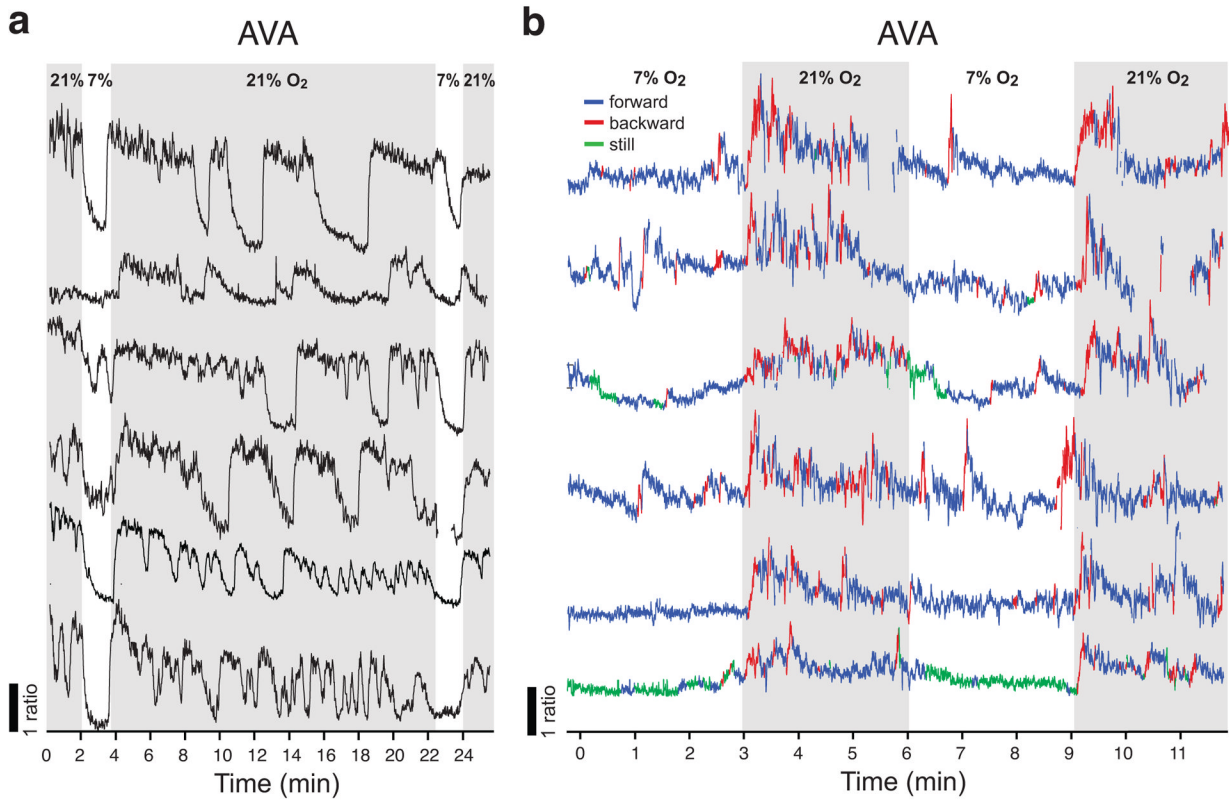 a
AVA
21% 7% 21% O2 7% 21%
1 ratio
0 2 4 6 8 10 12 14 16 18 20 22 24
Time (min)
b
AVA
7% O2 21% O2 7% O2 21% O2
forward
backward
still
1 ratio
0 1 2 3 4 5 6 7 8 9 10 11
Time (min)